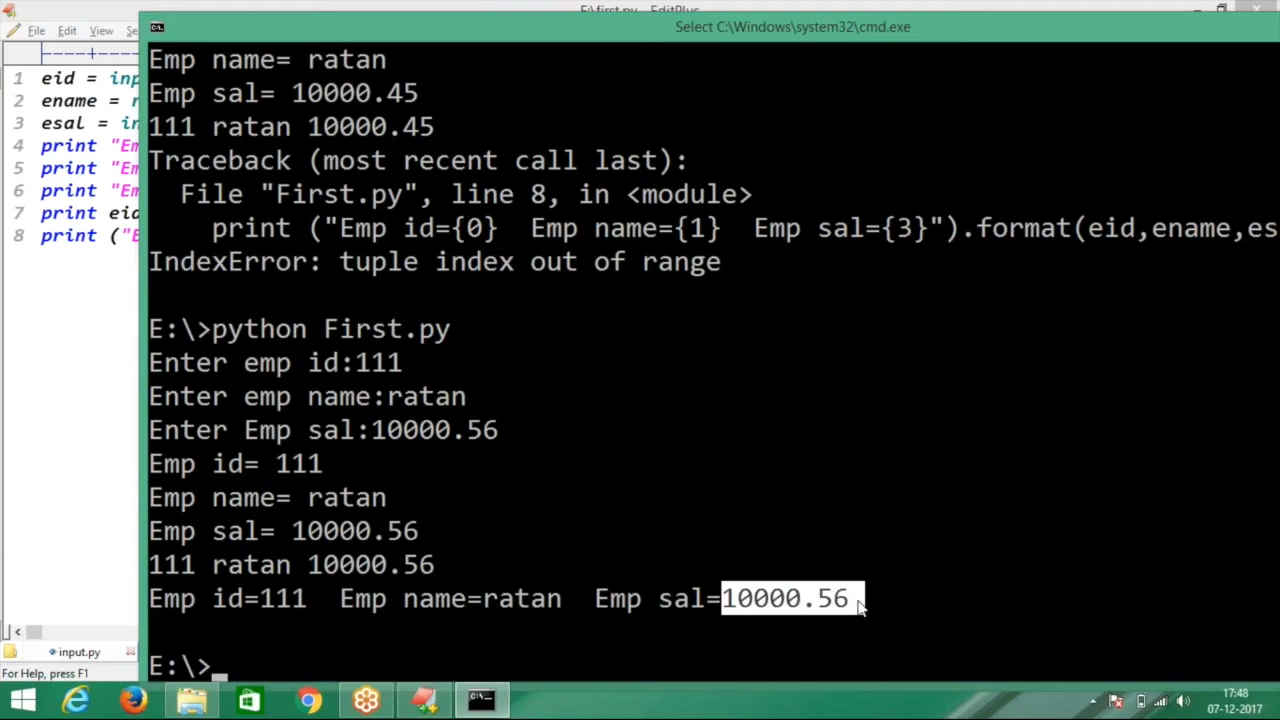 E:\first.py - EditPlus
Select C:\Windows\system32\cmd.exe
File Edit View
----+--
1 eid = inp
2 ename = r
3 esal = in
4 print "Em
5 print "Em
6 print "Em
7 print eid
8 print ("E
Emp name= ratan
Emp sal= 10000.45
111 ratan 10000.45
Traceback (most recent call last):
File "First.py", line 8, in <module>
print ("Emp id={0}  Emp name={1}  Emp sal={3}").format(eid,ename,es
IndexError: tuple index out of range
E:\>python First.py
Enter emp id:111
Enter emp name:ratan
Enter Emp sal:10000.56
Emp id= 111
Emp name= ratan
Emp sal= 10000.56
111 ratan 10000.56
Emp id=111  Emp name=ratan  Emp sal=10000.56
E:\>
input.py
For Help, press F1
17:48
07-12-2017